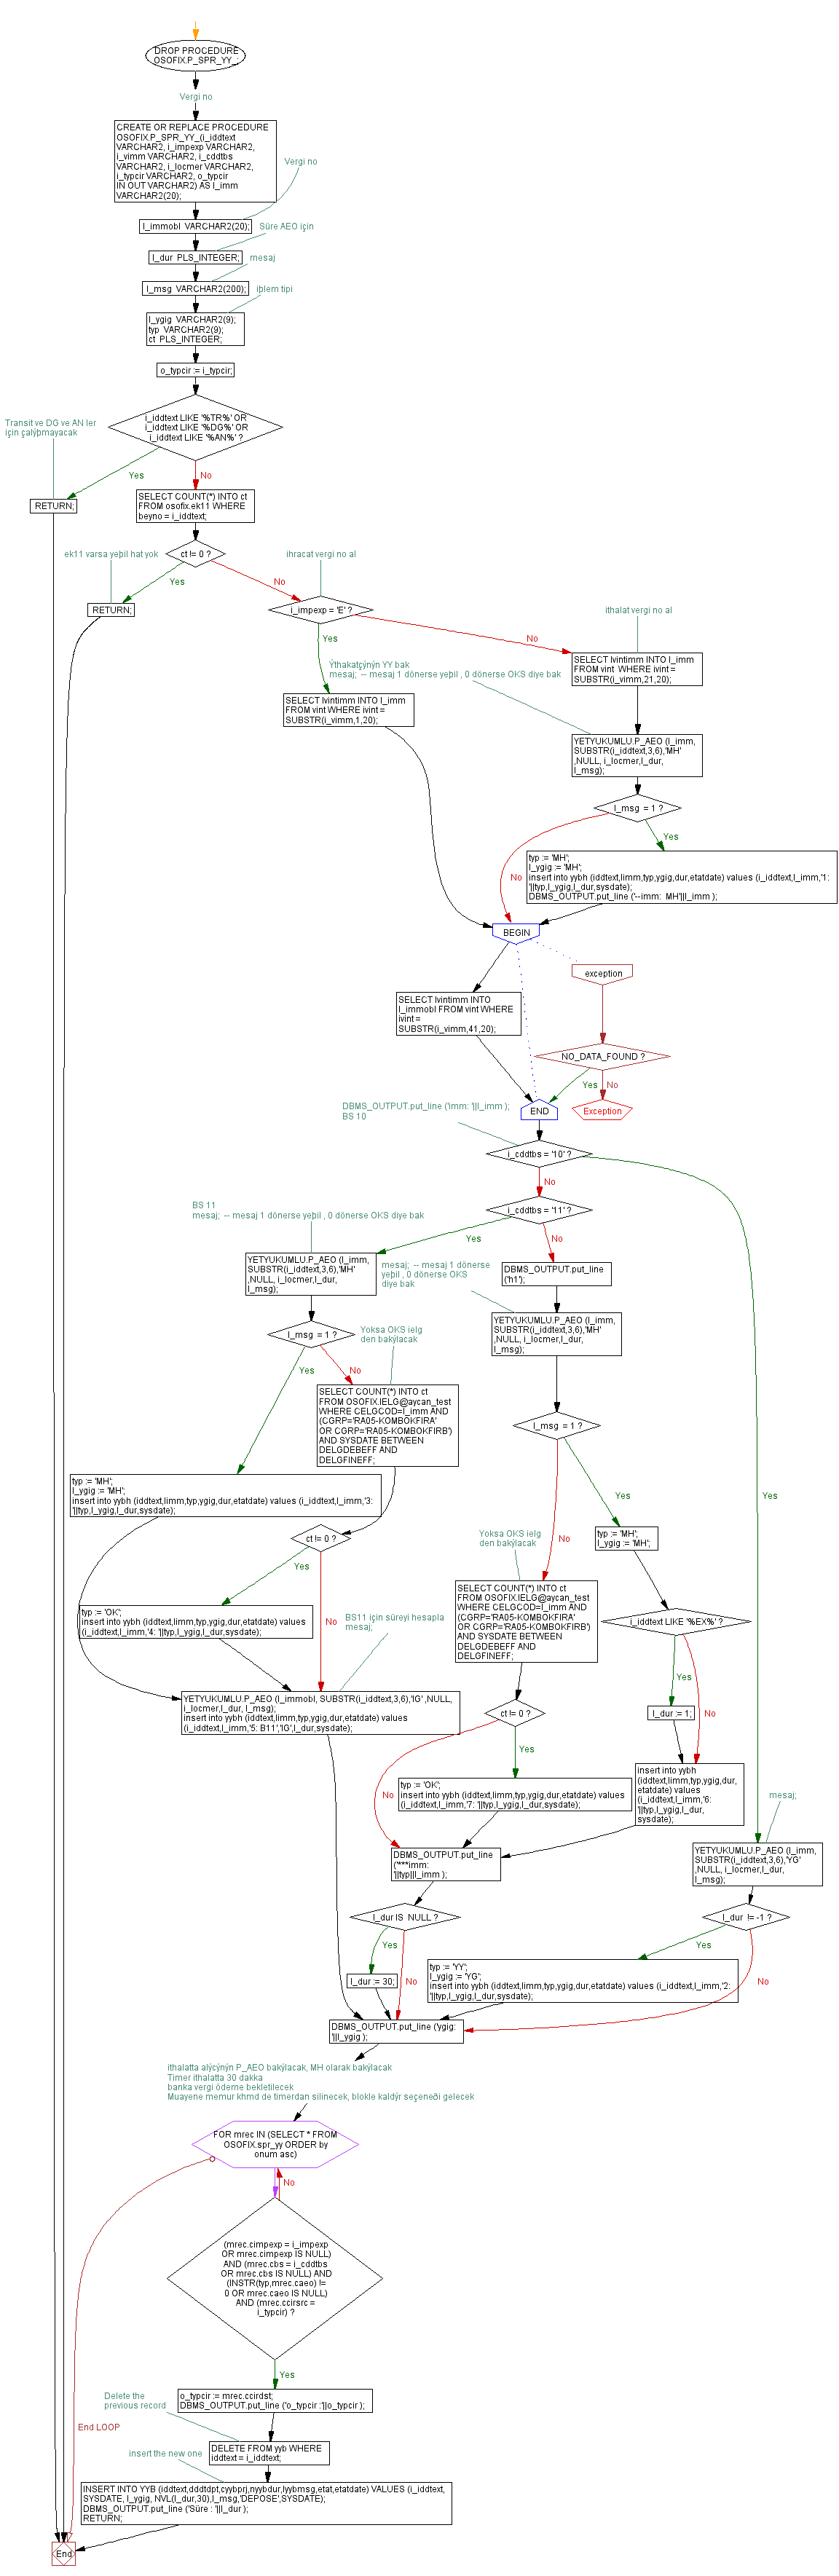 DROP PROCEDURE
OSOFIX.P_SPR_YY_;
Vergi no
CREATE OR REPLACE PROCEDURE
OSOFIX.P_SPR_YY_(i_iddtext
VARCHAR2, i_impexp VARCHAR2,
i_vimm VARCHAR2, i_cddtbs
VARCHAR2, i_locmer VARCHAR2,
i_typcir VARCHAR2, o_typcir
IN OUT VARCHAR2) AS l_imm
VARCHAR2(20);
Vergi no
l_immobl VARCHAR2(20);
Süre AEO için
l_dur PLS_INTEGER;
mesaj
l_msg VARCHAR2(200);
iþlem tipi
l_ygig VARCHAR2(9);
typ VARCHAR2(9);
ct PLS_INTEGER;
o_typcir := i_typcir;
i_iddtext LIKE '%TR%' OR
i_iddtext LIKE '%DG%' OR
i_iddtext LIKE '%AN%' ?
Transit ve DG ve AN ler
için çalýþmayacak
Yes
No
RETURN;
SELECT COUNT(*) INTO ct
FROM osofix.ek11 WHERE
beyno = i_iddtext;
ek11 varsa yeþil hat yok
ct != 0 ?
ihracat vergi no al
Yes
No
RETURN;
i_impexp = 'E' ?
ithalat vergi no al
Yes
No
Ýthakatçýnýn YY bak
mesaj; -- mesaj 1 dönerse yeþil , 0 dönerse OKS diye bak
SELECT lvintimm INTO l_imm
FROM vint WHERE ivint =
SUBSTR(i_vimm,21,20);
SELECT lvintimm INTO l_imm
FROM vint WHERE ivint =
SUBSTR(i_vimm,1,20);
YETYUKUMLU.P_AEO (l_imm,
SUBSTR(i_iddtext,3,6),'MH'
,NULL, i_locmer,l_dur,
l_msg);
l_msg = 1 ?
Yes
No
typ := 'MH';
l_ygig := 'MH';
insert into yybh (iddtext,limm,typ,ygig,dur,etatdate) values (i_iddtext,l_imm,'1:
'||typ,l_ygig,l_dur,sysdate);
DBMS_OUTPUT.put_line ('--imm: MH'||l_imm );
BEGIN
exception
SELECT lvintimm INTO
l_immobl FROM vint WHERE
ivint =
SUBSTR(i_vimm,41,20);
NO_DATA_FOUND ?
Yes
No
END
Exception
DBMS_OUTPUT.put_line ('imm: '||l_imm );
BS 10
i_cddtbs = '10' ?
No
BS 11
mesaj; -- mesaj 1 dönerse yeþil , 0 dönerse OKS diye bak
i_cddtbs = '11' ?
Yes
No
YETYUKUMLU.P_AEO (l_imm,
SUBSTR(i_iddtext,3,6),'MH'
,NULL, i_locmer,l_dur,
l_msg);
mesaj; -- mesaj 1 dönerse
yeþil , 0 dönerse OKS
diye bak
DBMS_OUTPUT.put_line
('h1');
YETYUKUMLU.P_AEO (l_imm,
SUBSTR(i_iddtext,3,6),'MH'
,NULL, i_locmer,l_dur,
l_msg);
l_msg = 1 ?
Yoksa OKS ielg
den bakýlacak
Yes
No
SELECT COUNT(*) INTO ct
FROM OSOFIX.IELG@aycan_test
WHERE CELGCOD=l_imm AND
(CGRP='RA05-KOMBOKFIRA'
OR CGRP='RA05-KOMBOKFIRB')
AND SYSDATE BETWEEN
DELGDEBEFF AND
DELGFINEFF;
l_msg = 1 ?
typ := 'MH';
l_ygig := 'MH';
insert into yybh (iddtext,limm,typ,ygig,dur,etatdate) values (i_iddtext,l_imm,'3:
'||typ,l_ygig,l_dur,sysdate);
Yes
Yes
ct != 0 ?
Yoksa OKS ielg
den bakýlacak
No
typ := 'MH';
l_ygig := 'MH';
Yes
SELECT COUNT(*) INTO ct
FROM OSOFIX.IELG@aycan_test
WHERE CELGCOD=l_imm AND
(CGRP='RA05-KOMBOKFIRA'
OR CGRP='RA05-KOMBOKFIRB')
AND SYSDATE BETWEEN
DELGDEBEFF AND
DELGFINEFF;
typ := 'OK';
insert into yybh (iddtext,limm,typ,ygig,dur,etatdate) values
(i_iddtext,l_imm,'4: '||typ,l_ygig,l_dur,sysdate);
No
BS11 için süreyi hesapla
mesaj;
i_iddtext LIKE '%EX%' ?
Yes
YETYUKUMLU.P_AEO (l_immobl, SUBSTR(i_iddtext,3,6),'IG' ,NULL,
i_locmer,l_dur, l_msg);
insert into yybh (iddtext,limm,typ,ygig,dur,etatdate) values
(i_iddtext,l_imm,'5: B11','IG',l_dur,sysdate);
ct != 0 ?
l_dur := 1;
No
Yes
No
typ := 'OK';
insert into yybh (iddtext,limm,typ,ygig,dur,etatdate) values
(i_iddtext,l_imm,'7: '||typ,l_ygig,l_dur,sysdate);
insert into yybh
(iddtext,limm,typ,ygig,dur,
etatdate) values
(i_iddtext,l_imm,'6:
'||typ,l_ygig,l_dur,
sysdate);
mesaj;
DBMS_OUTPUT.put_line
('***imm:
'||typ||l_imm );
YETYUKUMLU.P_AEO (l_imm,
SUBSTR(i_iddtext,3,6),'YG'
,NULL, i_locmer,l_dur,
l_msg);
l_dur IS NULL ?
l_dur != -1 ?
Yes
Yes
l_dur := 30;
No
typ := 'YY';
l_ygig := 'YG';
insert into yybh (iddtext,limm,typ,ygig,dur,etatdate) values (i_iddtext,l_imm,'2:
'||typ,l_ygig,l_dur,sysdate);
No
DBMS_OUTPUT.put_line ('ygig:
'||l_ygig );
ithalatta alýcýnýn P_AEO bakýlacak, MH olarak bakýlacak
Timer ithalatta 30 dakka
banka vergi ödeme bekletilecek
Muayene memur khmd de timerdan silinecek, blokle kaldýr seçeneði gelecek
FOR mrec IN (SELECT * FROM
OSOFIX.spr_yy ORDER by
onum asc)
No
(mrec.cimpexp = i_impexp
OR mrec.cimpexp IS NULL)
AND (mrec.cbs = i_cddtbs
OR mrec.cbs IS NULL) AND
(INSTR(typ,mrec.caeo) !=
0 OR mrec.caeo IS NULL)
AND (mrec.ccirsrc =
i_typcir) ?
Yes
o_typcir := mrec.ccirdst;
DBMS_OUTPUT.put_line ('o_typcir :'||o_typcir );
Delete the
previous record
End LOOP
DELETE FROM yyb WHERE
iddtext = i_iddtext;
insert the new one
INSERT INTO YYB (iddtext,dddtdpt,cyybprj,nyybdur,lyybmsg,etat,etatdate) VALUES (i_iddtext,
SYSDATE, l_ygig, NVL(l_dur,30),l_msg,'DEPOSE',SYSDATE);
DBMS_OUTPUT.put_line ('Süre : '||l_dur );
RETURN;
End